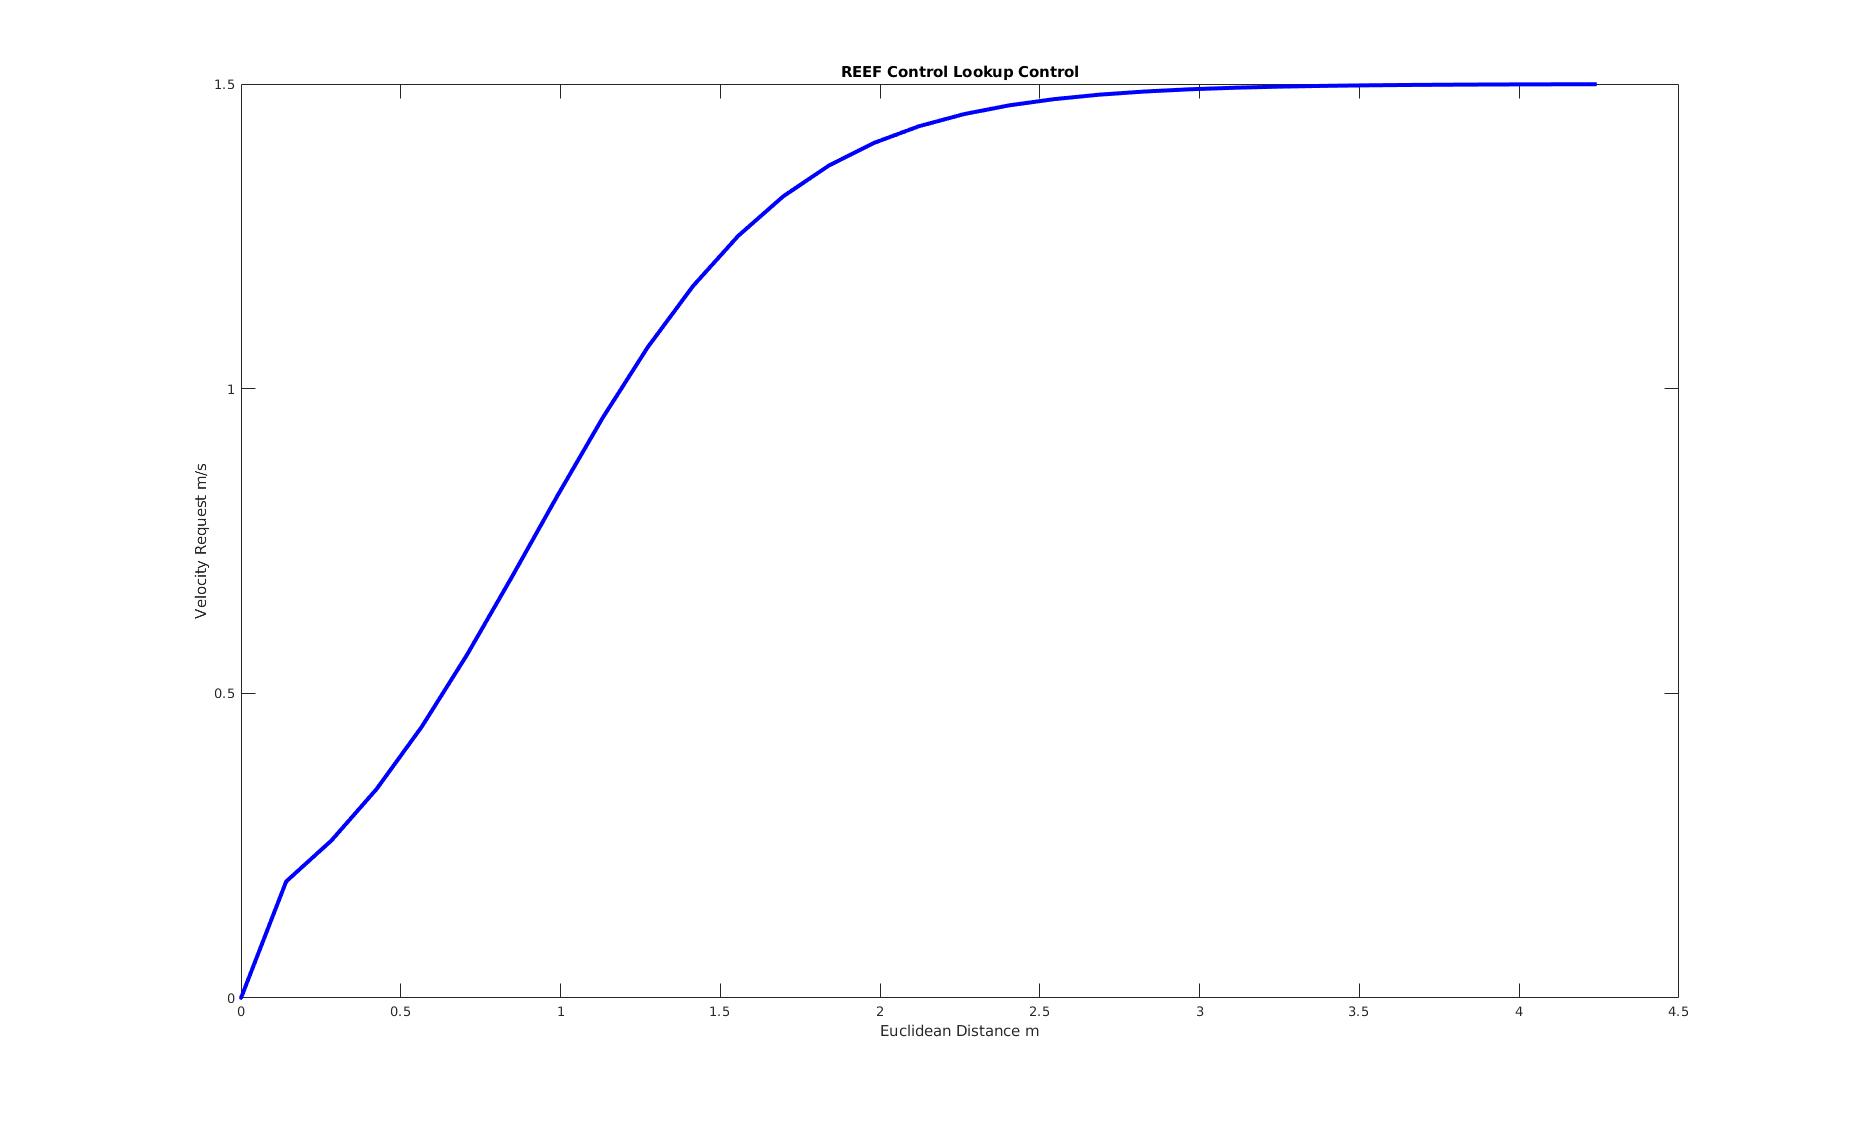 REEF Control Lookup Control
1.5
1
0.5
0
Velocity Request m/s
0 0.5 1 1.5 2 2.5 3 3.5 4 4.5
Euclidean Distance m